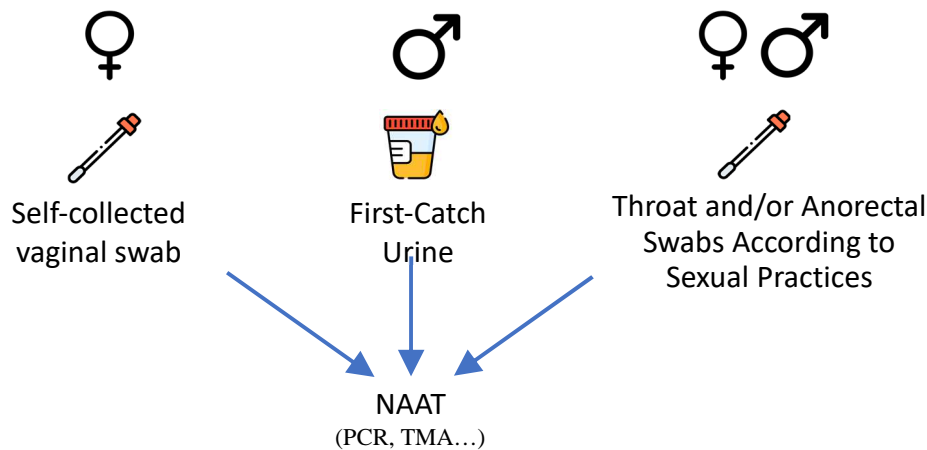 Self-collected
vaginal swab
First-Catch
Urine
Throat and/or Anorectal
Swabs According to
Sexual Practices
NAAT
(PCR, TMA…)